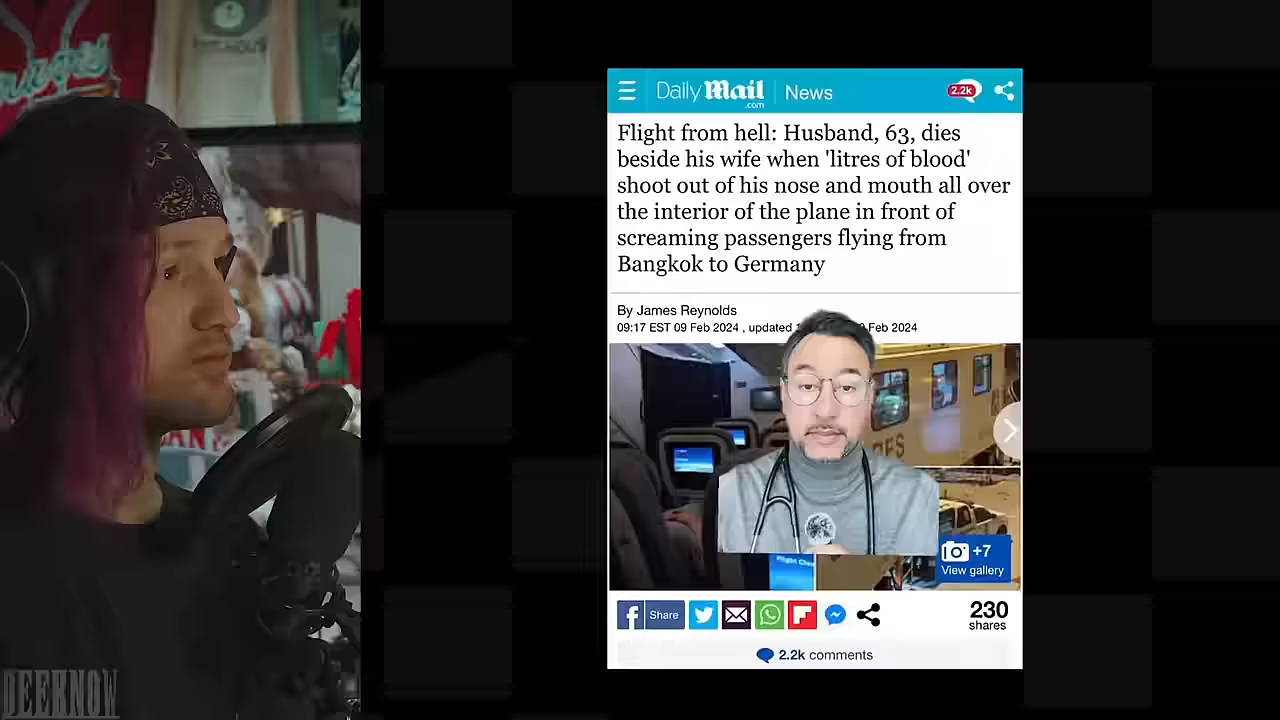 Daily Mail
.com
News
2.2k
Flight from hell: Husband, 63, dies
beside his wife when 'litres of blood'
shoot out of his nose and mouth all over
the interior of the plane in front of
screaming passengers flying from
Bangkok to Germany
By James Reynolds
09:17 EST 09 Feb 2024 , updated
Feb 2024
+7
View gallery
Share
230
shares
2.2k comments
DEEKNOW